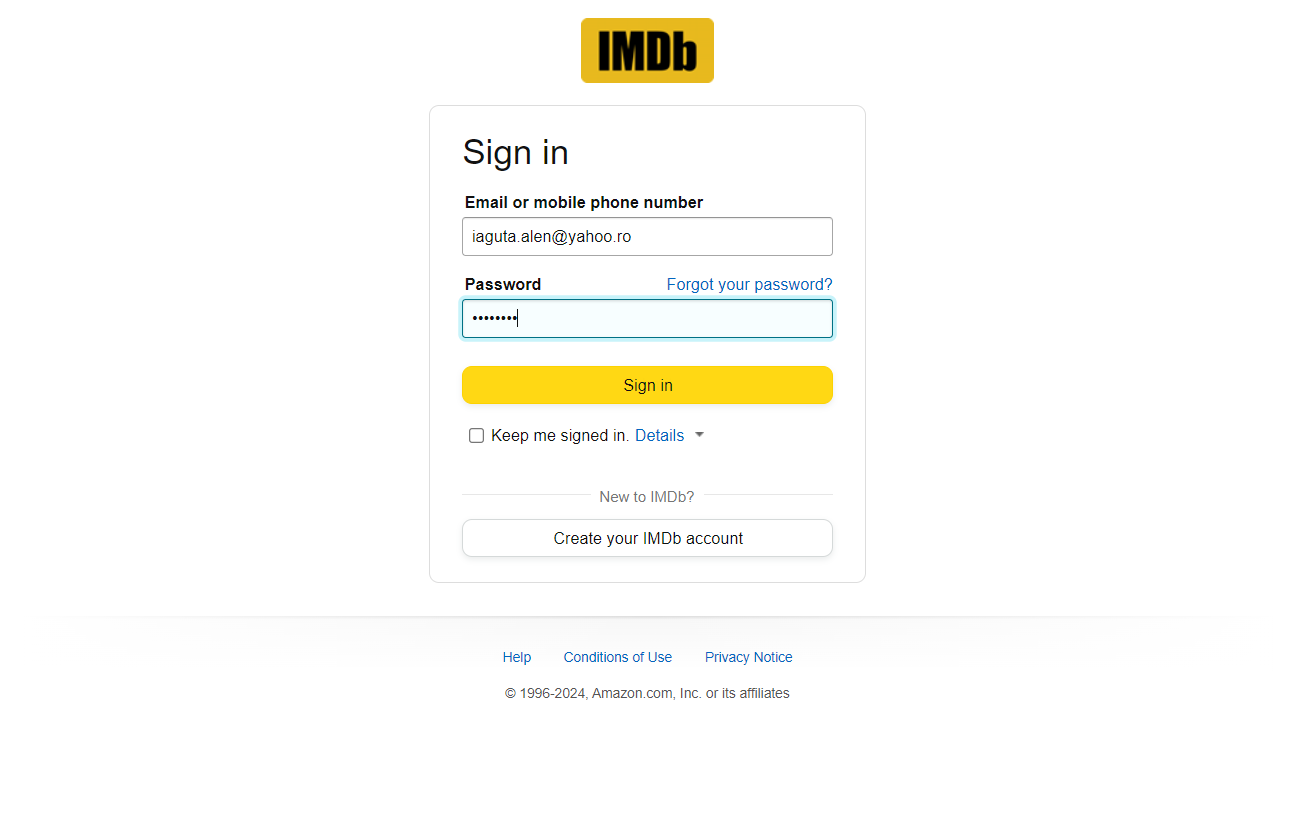 IMDb
Sign in
Email or mobile phone number
iaguta.alen@yahoo.ro
Password Forgot your password?
••••••••
Sign in
Keep me signed in. Details
New to IMDb?
Create your IMDb account
Help Conditions of Use Privacy Notice
© 1996-2024, Amazon.com, Inc. or its affiliates